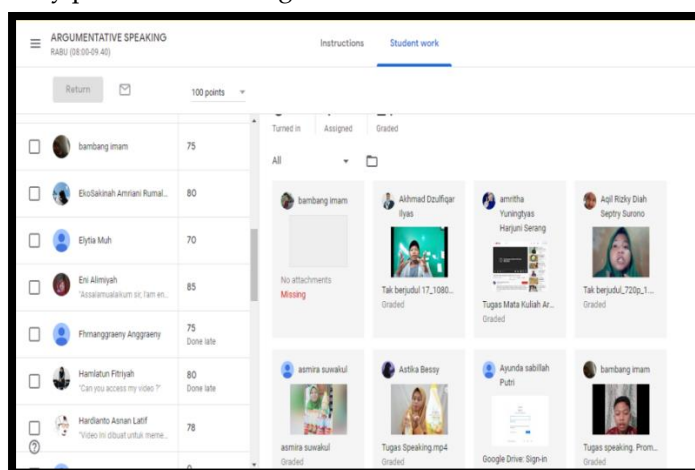 ARGUMENTATIVE SPEAKING
RABU (08:00-09.40)
Instructions
Student work
Return
100 points
bambang imam
75
EkoSakinah Amriani Rumal...
80
Elytia Muh
70
Eni Alimiyah
85
"Assalamualaikum sir, I'am en...
Fhrnanggraeny Anggraeny
75
Done late
Hamlatun Fitriyah
80
"Can you access my video ?"
Done late
Hardianto Asnan Latif
78
"Video ini dibuat untuk meme...
Turned in
Assigned
Graded
All
bambang imam
No attachments
Missing
Akhmad Dzulfiqar
Ilyas
Tak berjudul 17_1080...
Graded
amritha
Yuningtyas
Harjuni Serang
Tugas Mata Kuliah Ar...
Graded
Aqil Rizky Diah
Septry Surono
Tak berjudul_720p_1....
Graded
asmira suwakul
asmira suwakul
Graded
Astika Bessy
Tugas Speaking.mp4
Graded
Ayunda sabillah
Putri
Google Drive: Sign-in
bambang imam
Tugas speaking. Prom...
Graded